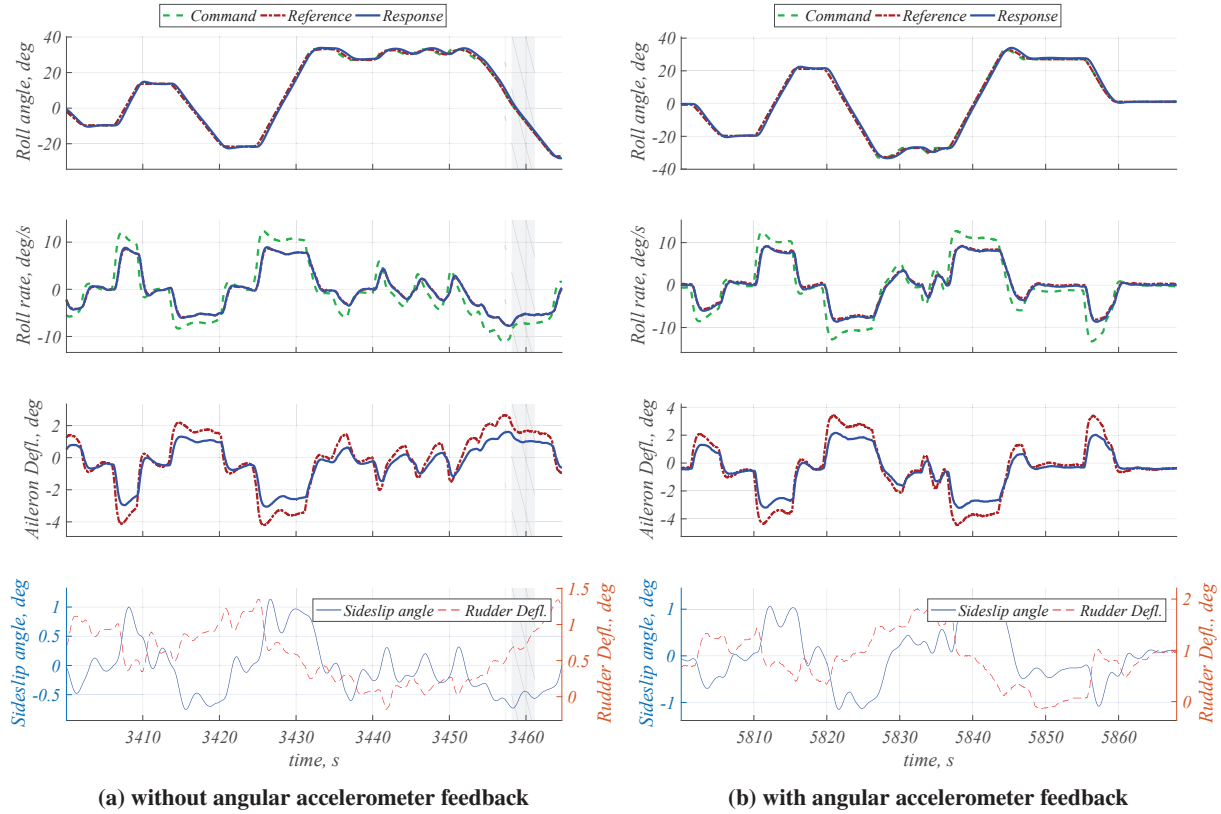 Command Reference Response
Command Reference Response
Roll angle, deg
40
20
0
-20
Roll angle, deg
40
20
0
-20
-40
Roll rate, deg/s
10
0
-10
Roll rate, deg/s
10
0
-10
Aileron Defl., deg
2
0
-2
-4
Aileron Defl., deg
4
2
0
-2
-4
Sideslip angle, deg
1
0.5
0
-0.5
Sideslip angle Rudder Defl.
1.5
1
0.5
0
Rudder Defl., deg
Sideslip angle, deg
1
0
-1
Sideslip angle Rudder Defl.
2
1
0
Rudder Defl., deg
3410 3420 3430 3440 3450 3460
time, s
5810 5820 5830 5840 5850 5860
time, s
(a) without angular accelerometer feedback
(b) with angular accelerometer feedback